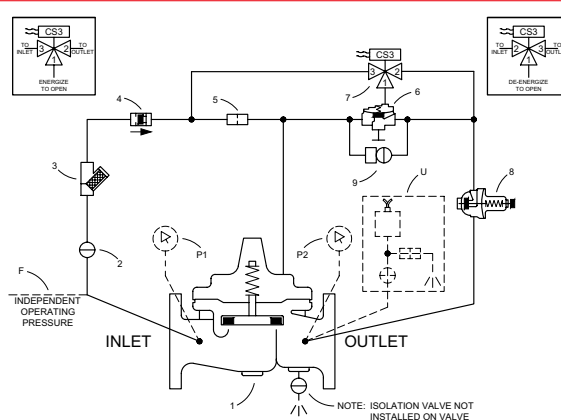 CS3
TO INLET
3
2
TO OUTLET
1
ENERGIZE
TO OPEN
CS3
3
2
1
7
6
CS3
TO INLET
2
3
TO OUTLET
1
DE-ENERGIZE
TO OPEN
4
5
9
U
8
3
P1
P2
F
2
INDEPENDENT
OPERATING
PRESSURE
INLET
OUTLET
1
NOTE: ISOLATION VALVE NOT
INSTALLED ON VALVE